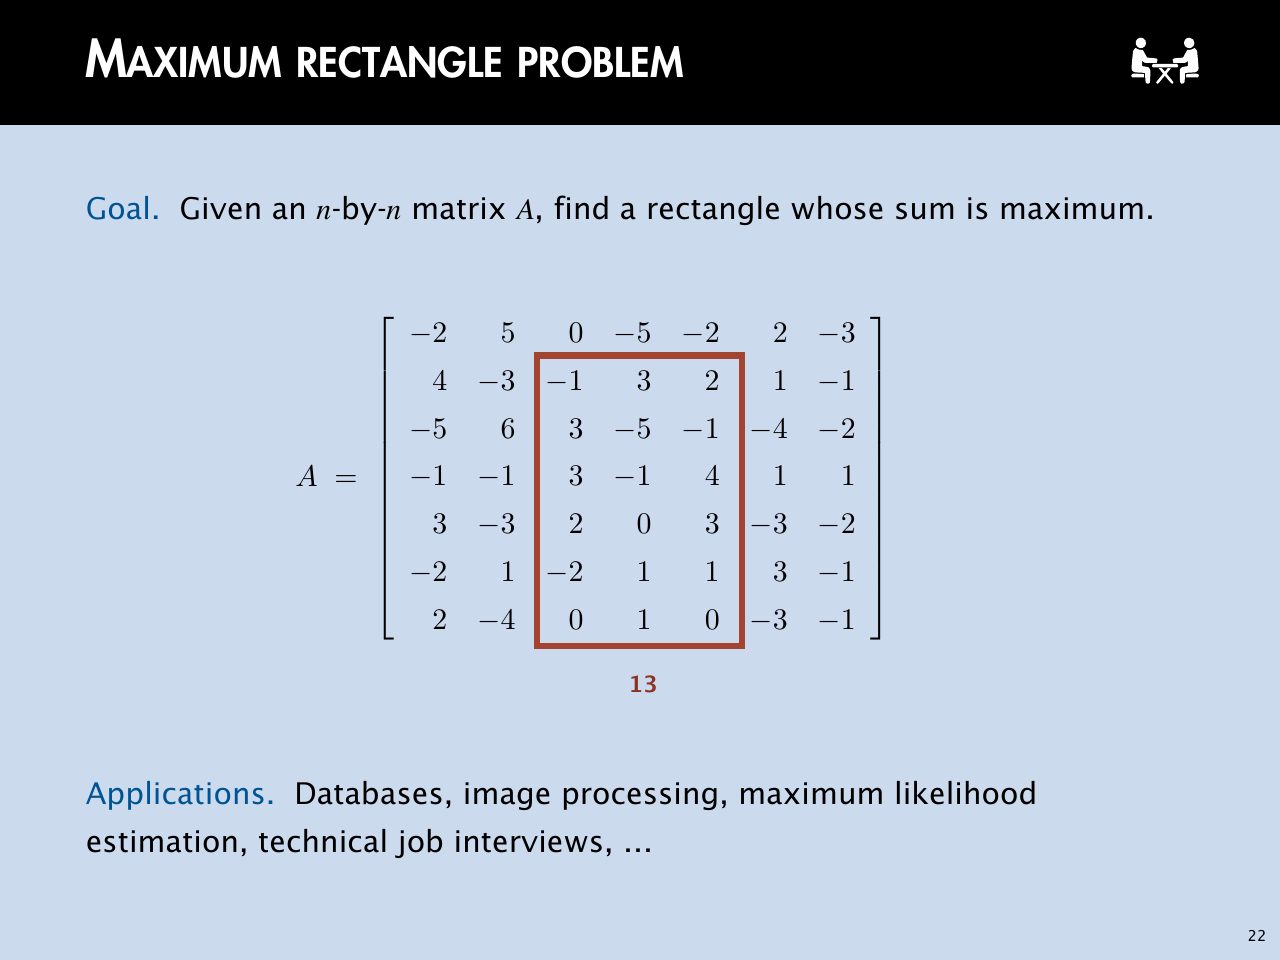 MAXIMUM RECTANGLE PROBLEM
Goal. Given an n-by-n matrix A, find a rectangle whose sum is maximum.
−2 5 0 −5 −2 2 −3
4 −3 −1 3 2 1 −1
−5 6 3 −5 −1 −4 −2
A = −1 −1 3 −1 4 1 1
3 −3 2 0 3 −3 −2
−2 1 −2 1 1 3 −1
2 −4 0 1 0 −3 −1
13
Applications. Databases, image processing, maximum likelihood
estimation, technical job interviews, …
22